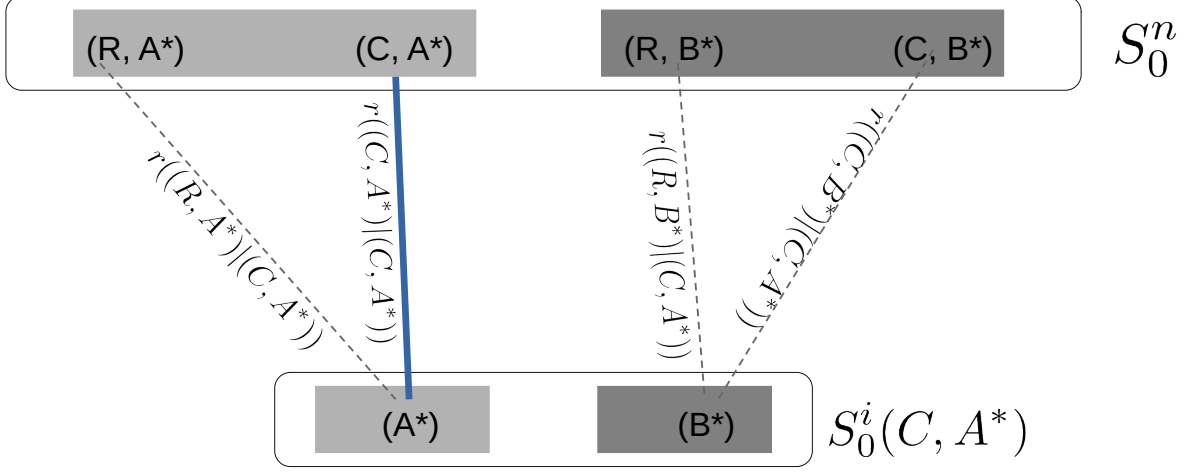 (R, A*) (C, A*) (R, B*) (C, B*) $S_0^n$
$r((R, A^*)|(C, A^*))$
$r((C, A^*)|(C, A^*))$
$r((R, B^*)|(C, A^*))$
$r((C, B^*)|(C, A^*))$
(A*) (B*) $S_0^i(C, A^*)$